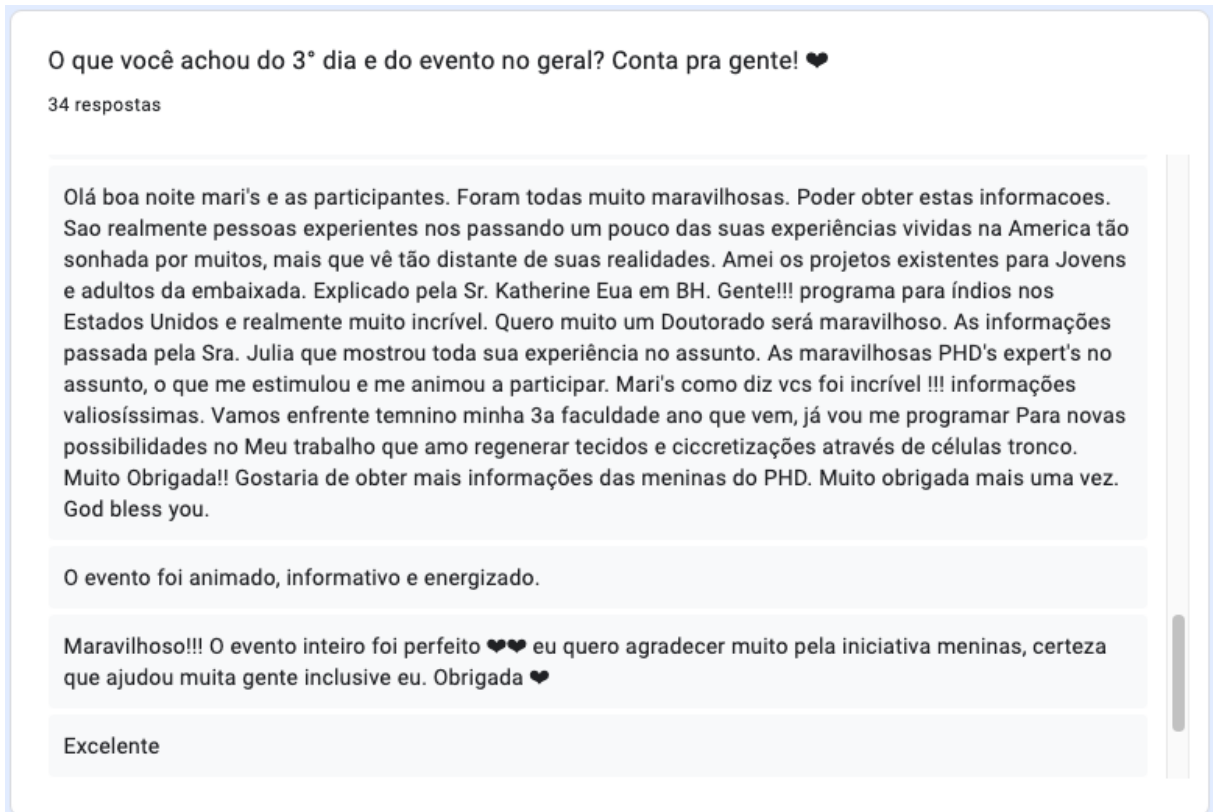 O que você achou do 3° dia e do evento no geral? Conta pra gente! ❤
34 respostas
Olá boa noite mari's e as participantes. Foram todas muito maravilhosas. Poder obter estas informacoes.
Sao realmente pessoas experientes nos passando um pouco das suas experiências vividas na America tão
sonhada por muitos, mais que vê tão distante de suas realidades. Amei os projetos existentes para Jovens
e adultos da embaixada. Explicado pela Sr. Katherine Eua em BH. Gente!!! programa para índios nos
Estados Unidos e realmente muito incrível. Quero muito um Doutorado será maravilhoso. As informações
passada pela Sra. Julia que mostrou toda sua experiência no assunto. As maravilhosas PHD's expert's no
assunto, o que me estimulou e me animou a participar. Mari's como diz vcs foi incrível !!! informações
valiosíssimas. Vamos enfrente temnino minha 3a faculdade ano que vem, já vou me programar Para novas
possibilidades no Meu trabalho que amo regenerar tecidos e ciccretizações através de células tronco.
Muito Obrigada!! Gostaria de obter mais informações das meninas do PHD. Muito obrigada mais uma vez.
God bless you.
O evento foi animado, informativo e energizado.
Maravilhoso!!! O evento inteiro foi perfeito ❤❤ eu quero agradecer muito pela iniciativa meninas, certeza
que ajudou muita gente inclusive eu. Obrigada ❤
Excelente